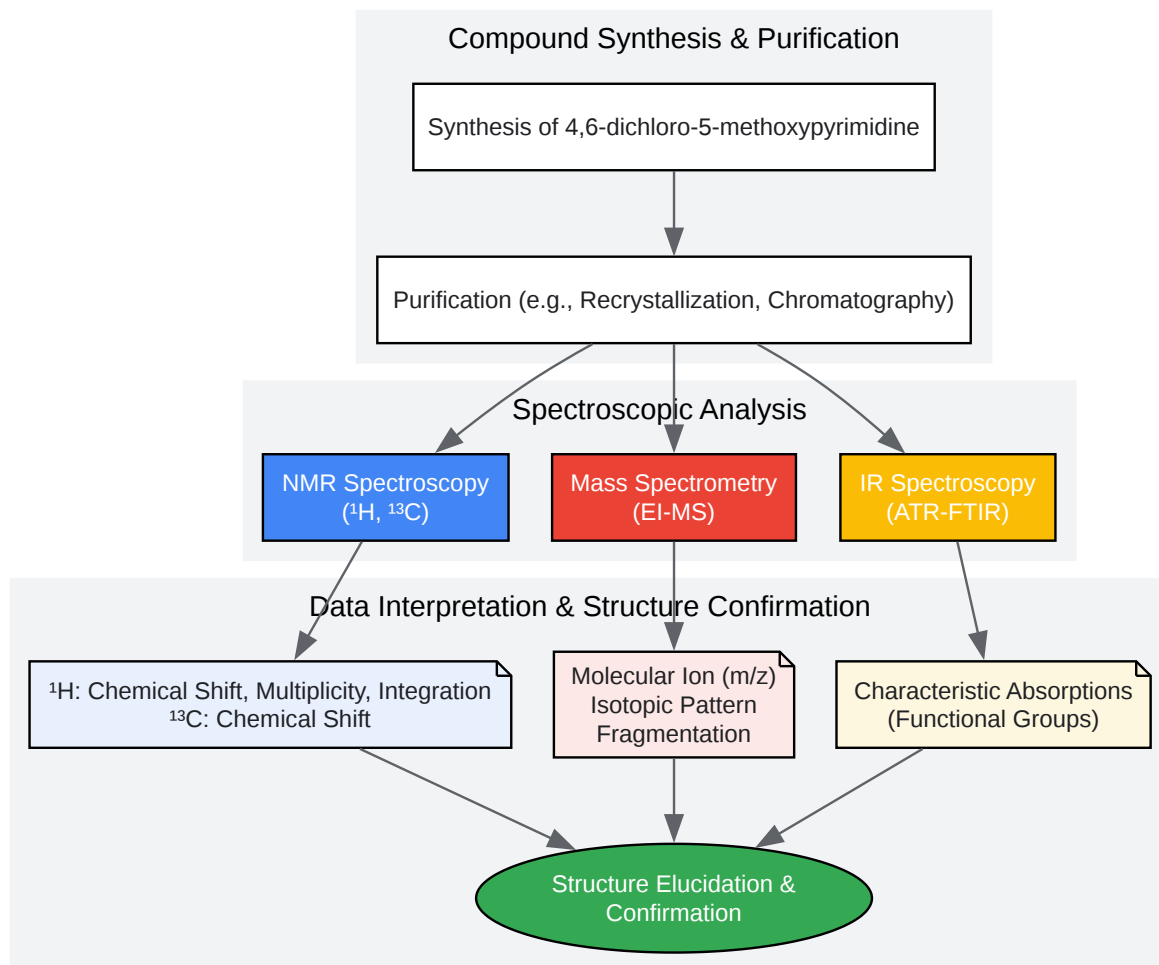 Compound Synthesis & Purification
Synthesis of 4,6-dichloro-5-methoxypyrimidine
Purification (e.g., Recrystallization, Chromatography)
Spectroscopic Analysis
NMR Spectroscopy
(¹H, ¹³C)
Mass Spectrometry
(EI-MS)
IR Spectroscopy
(ATR-FTIR)
Data Interpretation & Structure Confirmation
¹H: Chemical Shift, Multiplicity, Integration
¹³C: Chemical Shift
Molecular Ion (m/z)
Isotopic Pattern
Fragmentation
Characteristic Absorptions
(Functional Groups)
Structure Elucidation &
Confirmation